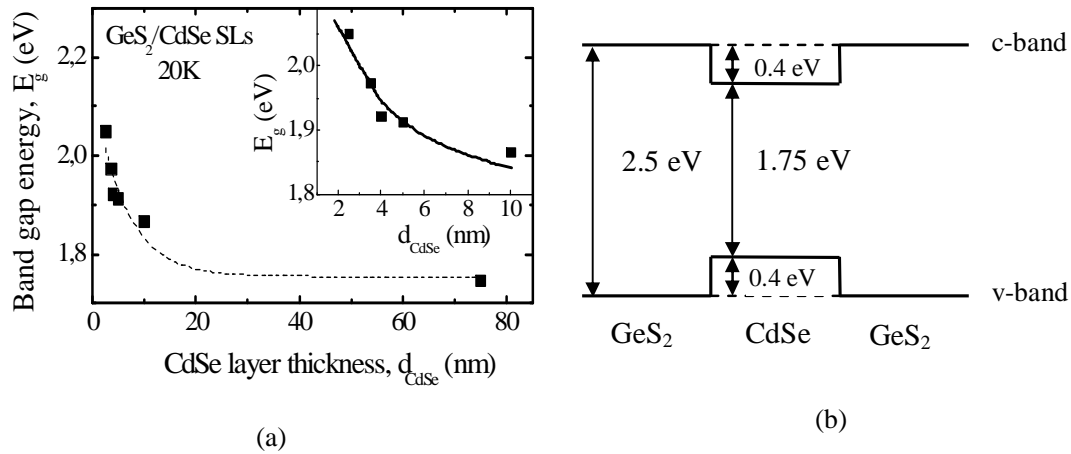 GeS2/CdSe SLs
20K
Band gap energy, Eg (eV)
2,2
2,0
1,8
0
20
40
60
80
CdSe layer thickness, dCdSe (nm)
Eg (eV)
2,0
1,9
1,8
2
4
6
8
10
dCdSe (nm)
(a)
c-band
0.4 eV
2.5 eV
1.75 eV
0.4 eV
v-band
GeS2
CdSe
GeS2
(b)